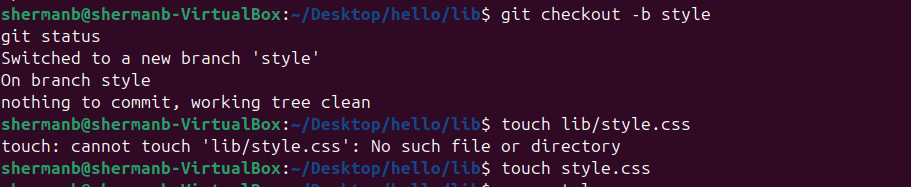 shermanb@shermanb-VirtualBox:~/Desktop/hello/lib$ git checkout -b style
git status
Switched to a new branch 'style'
On branch style
nothing to commit, working tree clean
shermanb@shermanb-VirtualBox:~/Desktop/hello/lib$ touch lib/style.css
touch: cannot touch 'lib/style.css': No such file or directory
shermanb@shermanb-VirtualBox:~/Desktop/hello/lib$ touch style.css